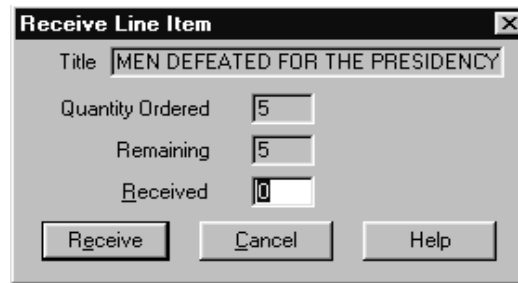 Receive Line Item
Title MEN DEFEATED FOR THE PRESIDENCY
Quantity Ordered 5
Remaining 5
Received 0
Receive Cancel Help